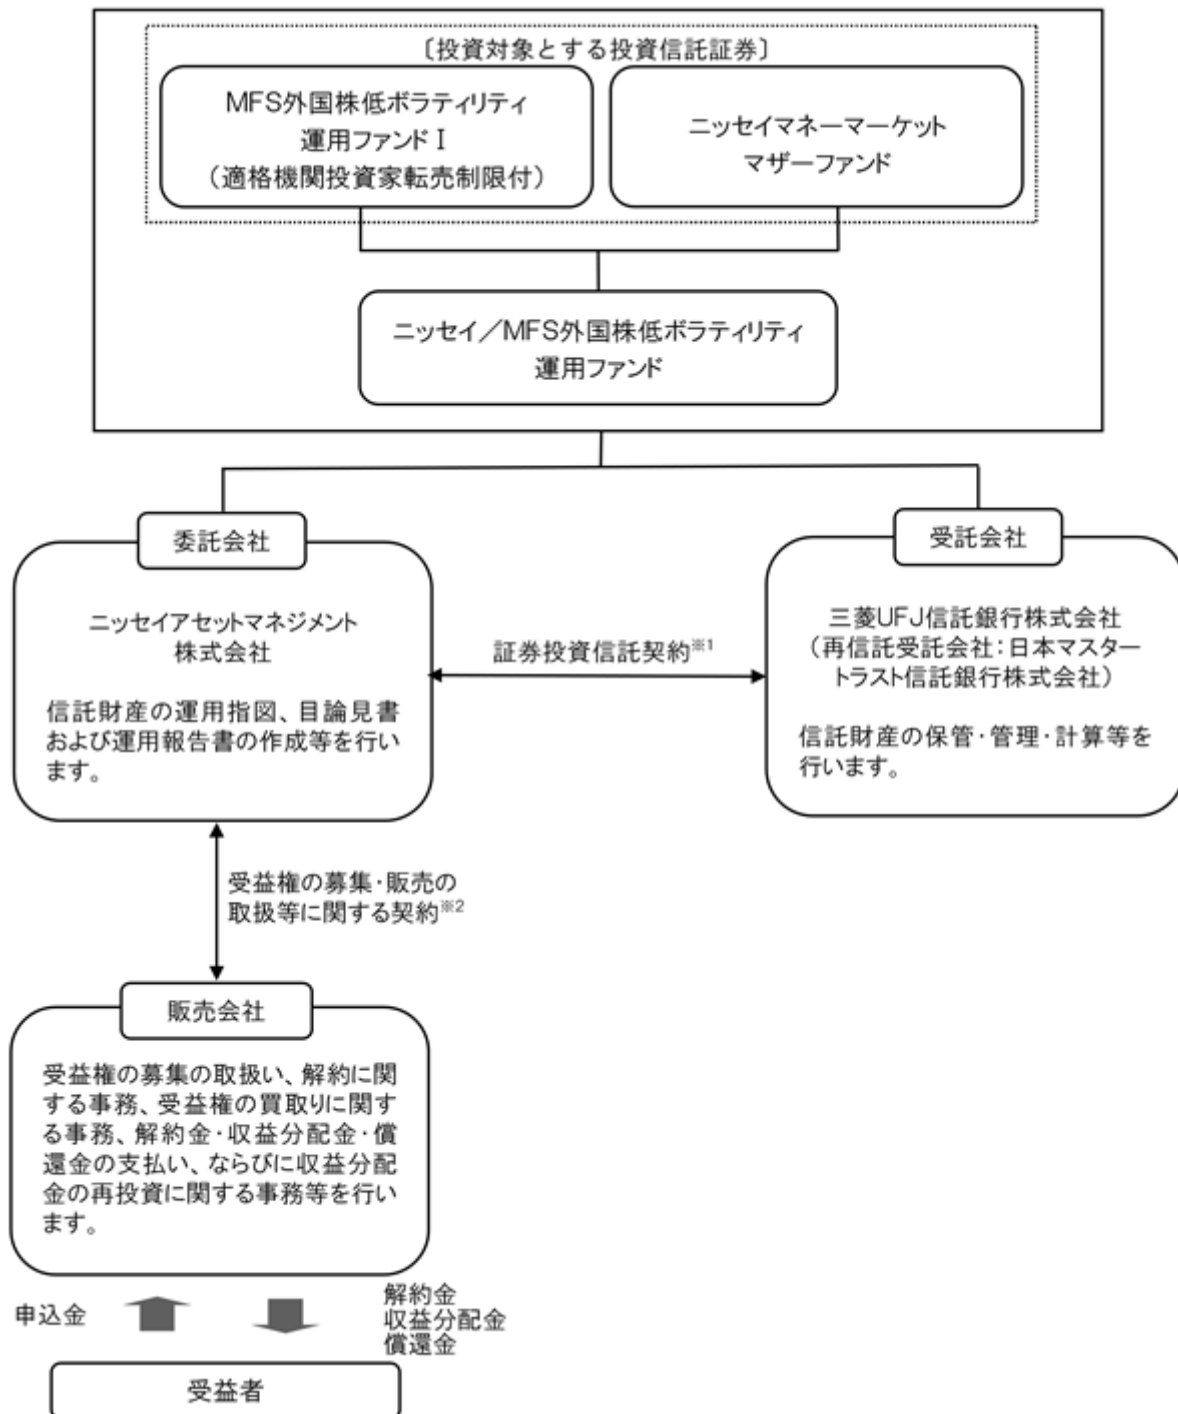 〔投資対象とする投資信託証券〕
MFS外国株低ボラティリティ
運用ファンドⅠ
（適格機関投資家転売制限付）
ニッセイマネーマーケット
マザーファンド
ニッセイ／MFS外国株低ボラティリティ
運用ファンド
委託会社
ニッセイアセットマネジメント
株式会社
信託財産の運用指図、目論見書
および運用報告書の作成等を行い
ます。
証券投資信託契約※1
受託会社
三菱UFJ信託銀行株式会社
（再信託受託会社：日本マスター
トラスト信託銀行株式会社）
信託財産の保管・管理・計算等を
行います。
受益権の募集・販売の
取扱等に関する契約※2
販売会社
受益権の募集の取扱い、解約に関
する事務、受益権の買取りに関す
る事務、解約金・収益分配金・償
還金の支払い、ならびに収益分配
金の再投資に関する事務等を行い
ます。
申込金
解約金
収益分配金
償還金
受益者